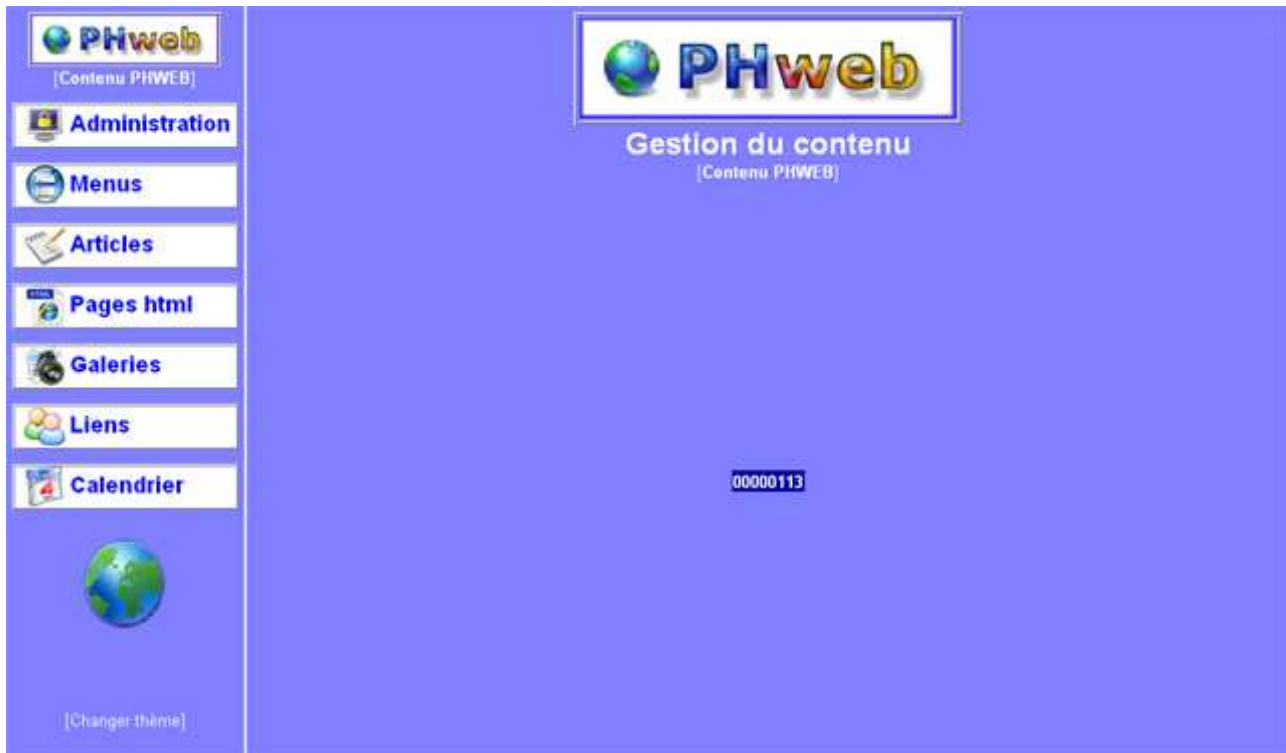 PHweb
[Contenu PHWEB]
Administration
Menus
Articles
Pages html
Galeries
Liens
Calendrier
[Changer thème]
PHweb
Gestion du contenu
[Contenu PHWEB]
00000113